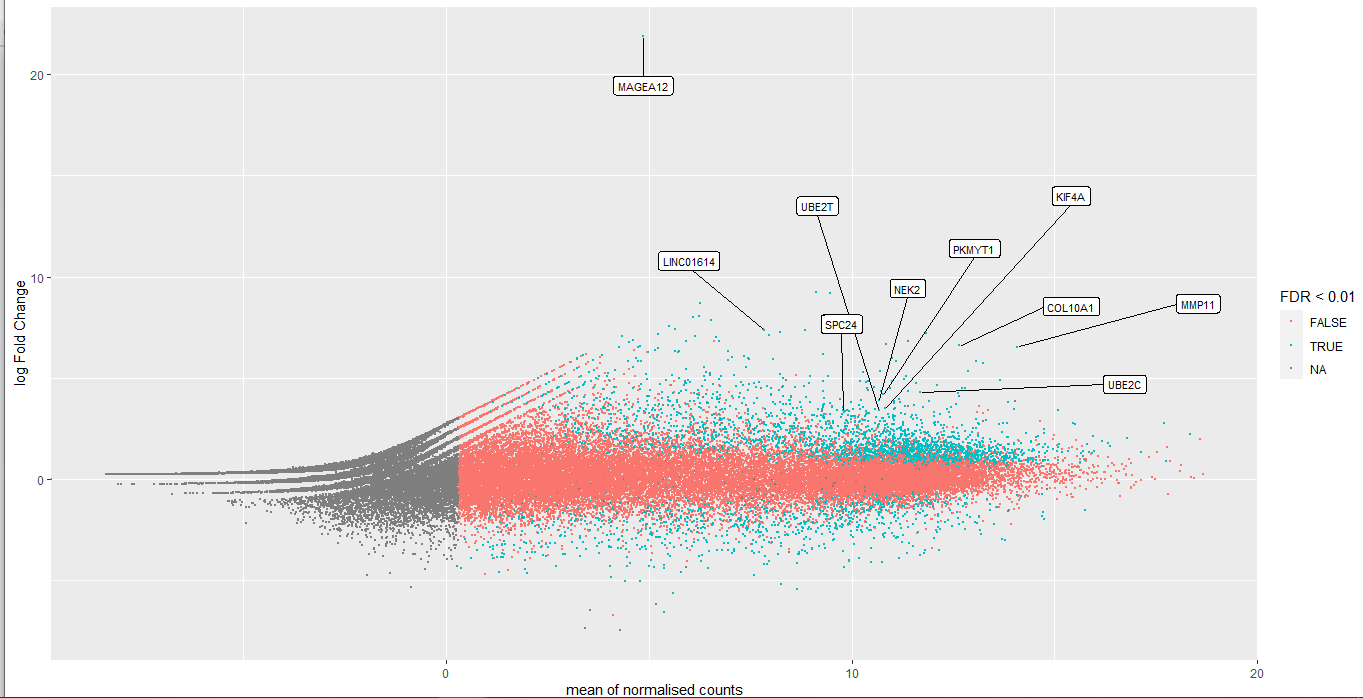 20
MAGEA12
KIF4A
UBE2T
PKMYT1
LINC01614
10
NEK2
FDR < 0.01
COL10A1
MMP11
SPC24
FALSE
log Fold Change
TRUE
NA
UBE2C
0
0
10
20
mean of normalised counts